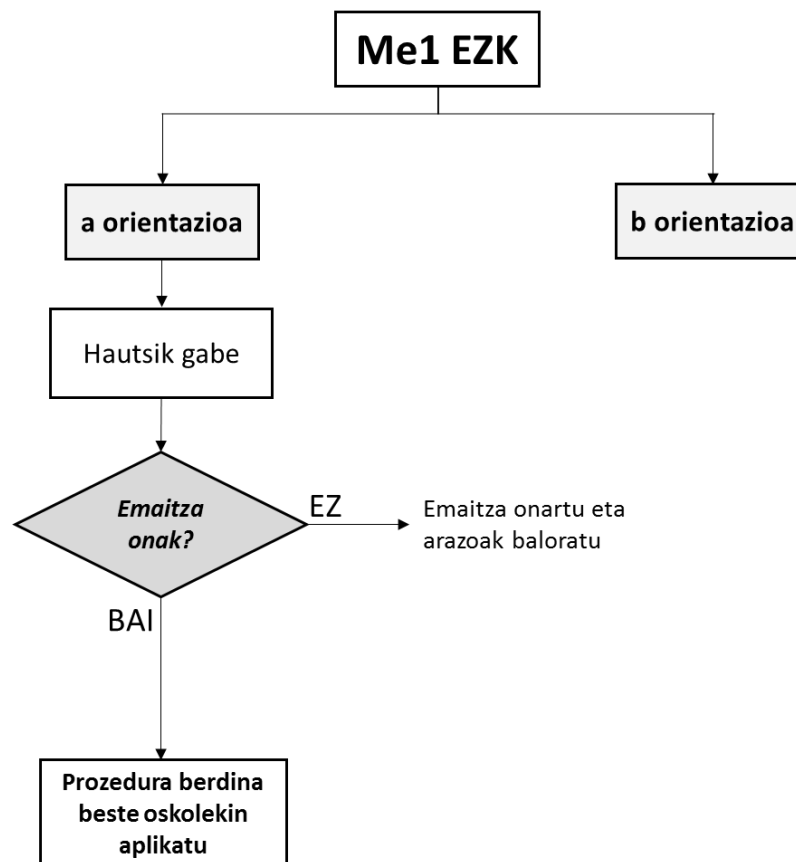 Me1 EZK
a orientazioa
b orientazioa
Hautsik gabe
Emaitza
onak?
EZ
Emaitza onartu eta
arazoak baloratu
BAI
Prozedura berdina
beste oskolekin
aplikatu